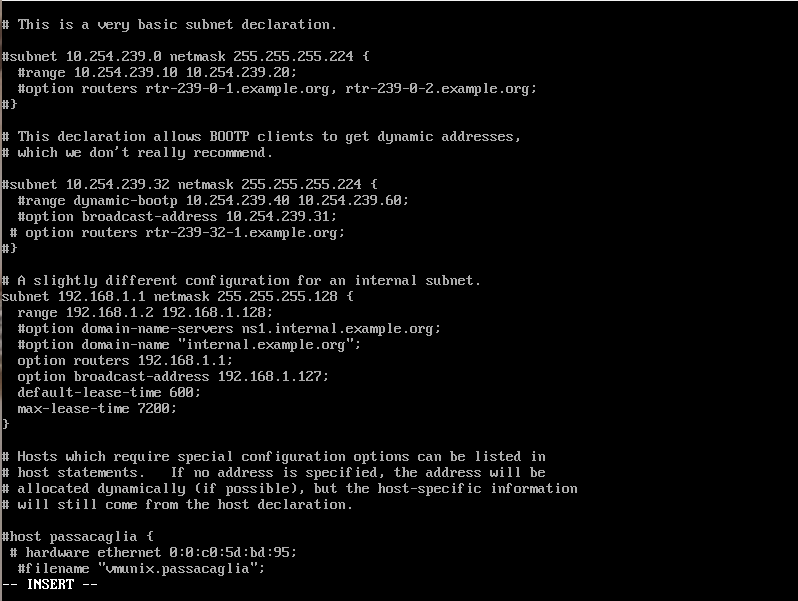 # This is a very basic subnet declaration.
#subnet 10.254.239.0 netmask 255.255.255.224 {
#range 10.254.239.10 10.254.239.20;
#option routers rtr-239-0-1.example.org, rtr-239-0-2.example.org;
#}
# This declaration allows BOOTP clients to get dynamic addresses,
# which we don't really recommend.
#subnet 10.254.239.32 netmask 255.255.255.224 {
#range dynamic-bootp 10.254.239.40 10.254.239.60;
#option broadcast-address 10.254.239.31;
# option routers rtr-239-32-1.example.org;
#}
# A slightly different configuration for an internal subnet.
subnet 192.168.1.1 netmask 255.255.255.128 {
range 192.168.1.2 192.168.1.128;
#option domain-name-servers ns1.internal.example.org;
#option domain-name "internal.example.org";
option routers 192.168.1.1;
option broadcast-address 192.168.1.127;
default-lease-time 600;
max-lease-time 7200;
}
# Hosts which require special configuration options can be listed in
# host statements.   If no address is specified, the address will be
# allocated dynamically (if possible), but the host-specific information
# will still come from the host declaration.
#host passacaglia {
# hardware ethernet 0:0:c0:5d:bd:95;
#filename "vmunix.passacaglia";
-- INSERT --